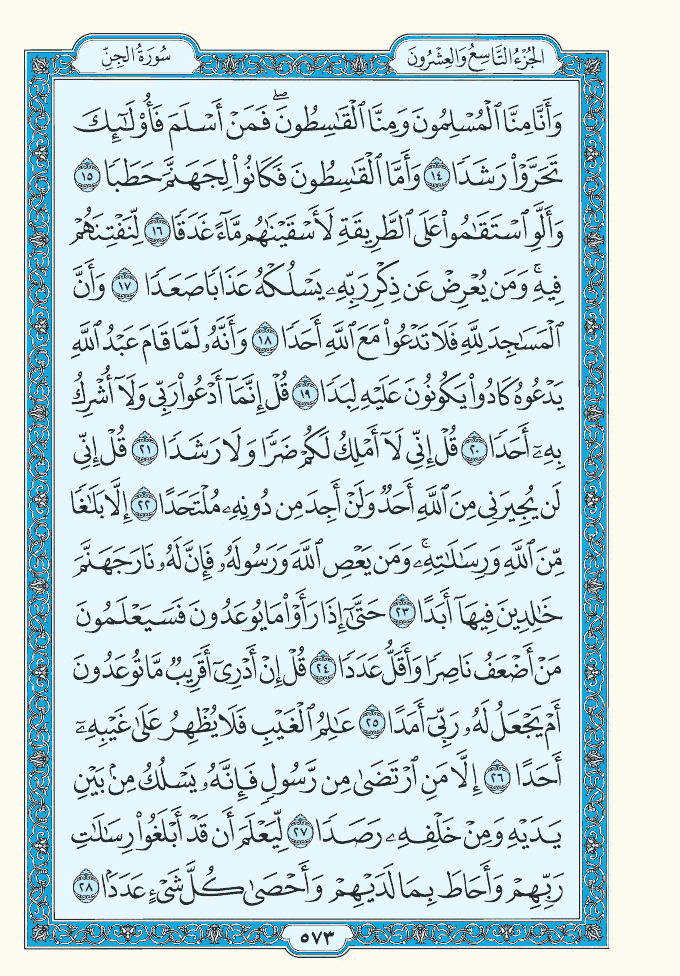 الجُزْءُ التَّاسِعُ وَالعِشْرُونَ
سُورَةُ الجِنِّ
وَأَنَّا مِنَّا ٱلْمُسْلِمُونَ وَمِنَّا ٱلْقَٰسِطُونَۖ فَمَنْ أَسْلَمَ فَأُو۟لَٰٓئِكَ
تَحَرَّوْا۟ رَشَدًا ١٤ وَأَمَّا ٱلْقَٰسِطُونَ فَكَانُوا۟ لِجَهَنَّمَ حَطَبًا ١٥
وَأَلَّوِ ٱسْتَقَٰمُوا۟ عَلَى ٱلطَّرِيقَةِ لَأَسْقَيْنَٰهُم مَّآءً غَدَقًا ١٦ لِّنَفْتِنَهُمْ
فِيهِۚ وَمَن يُعْرِضْ عَن ذِكْرِ رَبِّهِۦ يَسْلُكْهُ عَذَابًا صَعَدًا ١٧ وَأَنَّ
ٱلْمَسَٰجِدَ لِلَّهِ فَلَا تَدْعُوا۟ مَعَ ٱللَّهِ أَحَدًا ١٨ وَأَنَّهُۥ لَمَّا قَامَ عَبْدُ ٱللَّهِ
يَدْعُوهُ كَادُوا۟ يَكُونُونَ عَلَيْهِ لِبَدًا ١٩ قُلْ إِنَّمَآ أَدْعُوا۟ رَبِّى وَلَآ أُشْرِكُ
بِهِۦٓ أَحَدًا ٢٠ قُلْ إِنِّى لَآ أَمْلِكُ لَكُمْ ضَرًّا وَلَا رَشَدًا ٢١ قُلْ إِنِّى
لَن يُجِيرَنِى مِنَ ٱللَّهِ أَحَدٌ وَلَنْ أَجِدَ مِن دُونِهِۦ مُلْتَحَدًا ٢٢ إِلَّا بَلَٰغًا
مِّنَ ٱللَّهِ وَرِسَٰلَٰتِهِۦۚ وَمَن يَعْصِ ٱللَّهَ وَرَسُولَهُۥ فَإِنَّ لَهُۥ نَارَ جَهَنَّمَ
خَٰلِدِينَ فِيهَآ أَبَدًا ٢٣ حَتَّىٰٓ إِذَا رَأَوْا۟ مَا يُوعَدُونَ فَسَيَعْلَمُونَ
مَنْ أَضْعَفُ نَاصِرًا وَأَقَلُّ عَدَدًا ٢٤ قُلْ إِنْ أَدْرِىٓ أَقَرِيبٌ مَّا تُوعَدُونَ
أَمْ يَجْعَلُ لَهُۥ رَبِّىٓ أَمَدًا ٢٥ عَٰلِمُ ٱلْغَيْبِ فَلَا يُظْهِرُ عَلَىٰ غَيْبِهِۦٓ
أَحَدًا ٢٦ إِلَّا مَنِ ٱرْتَضَىٰ مِن رَّسُولٍ فَإِنَّهُۥ يَسْلُكُ مِنۢ بَيْنِ
يَدَيْهِ وَمِنْ خَلْفِهِۦ رَصَدًا ٢٧ لِّيَعْلَمَ أَن قَدْ أَبْلَغُوا۟ رِسَٰلَٰتِ
رَبِّهِمْ وَأَحَاطَ بِمَا لَدَيْهِمْ وَأَحْصَىٰ كُلَّ شَىْءٍ عَدَدًۢا ٢٨
٥٧٣